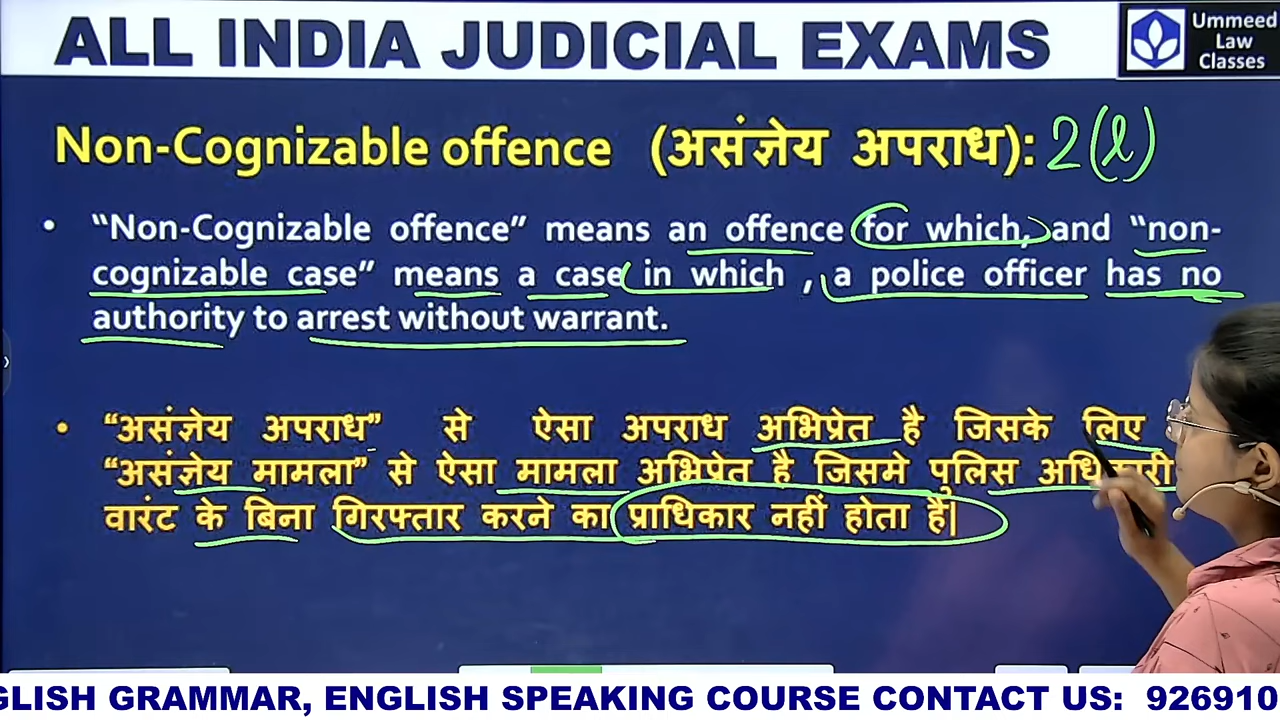 ALL INDIA JUDICIAL EXAMS
Ummeed
Law
Classes
Non-Cognizable offence (असंज्ञेय अपराध): 2(l)
• “Non-Cognizable offence” means an offence for which, and “non-
cognizable case” means a case in which , a police officer has no
authority to arrest without warrant.
• “असंज्ञेय अपराध” से ऐसा अपराध अभिप्रेत है जिसके लिए
“असंज्ञेय मामला” से ऐसे मामला अभिप्रेत है जिसमे पुलिस अधिकारी
वारंट के बिना गिरफ्तार करने का प्राधिकार नहीं होता है|
GLISH GRAMMAR, ENGLISH SPEAKING COURSE CONTACT US: 926910